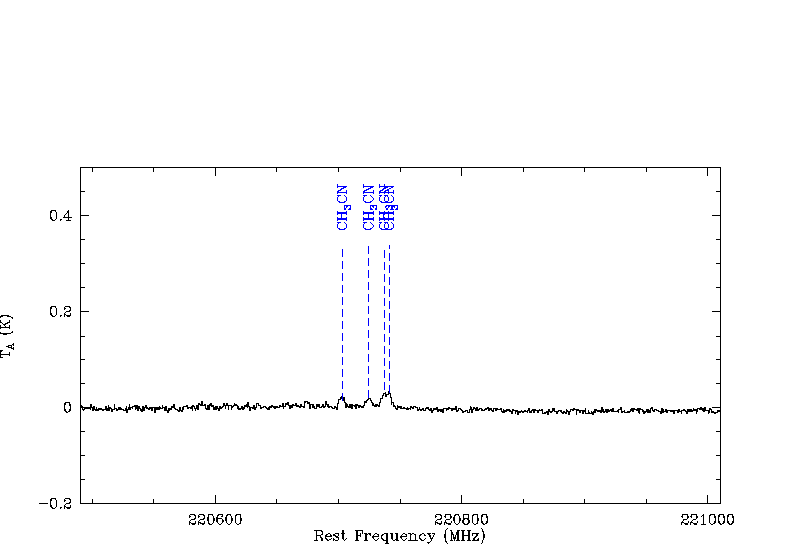 CH3CN CH3CN CH3CN CH3CN
0.4
0.2
0
-0.2
TA (K)
220600 220800 221000
Rest Frequency (MHz)